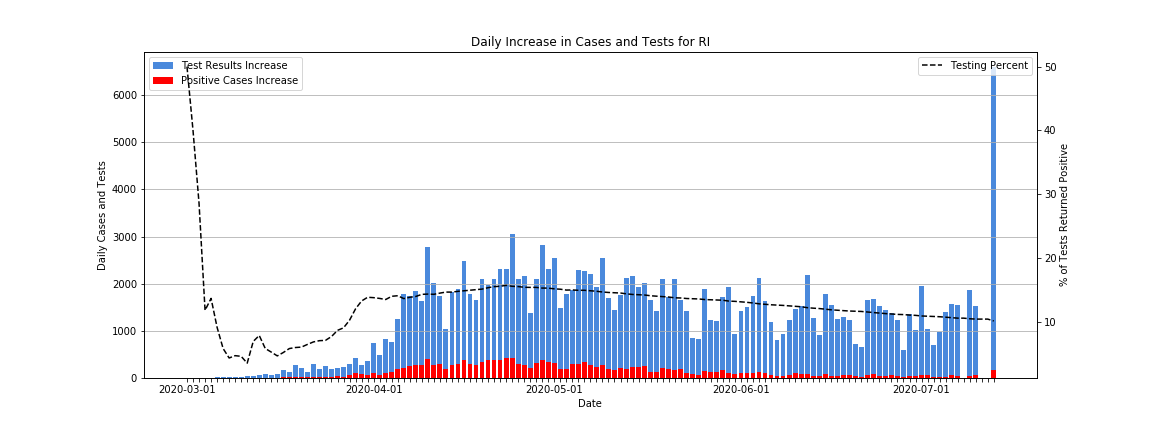 Daily Increase in Cases and Tests for RI
Test Results Increase
Positive Cases Increase
Testing Percent
6000
5000
4000
3000
2000
1000
0
Daily Cases and Tests
50
40
30
20
10
% of Tests Returned Positive
2020-03-01 2020-04-01 2020-05-01 2020-06-01 2020-07-01
Date